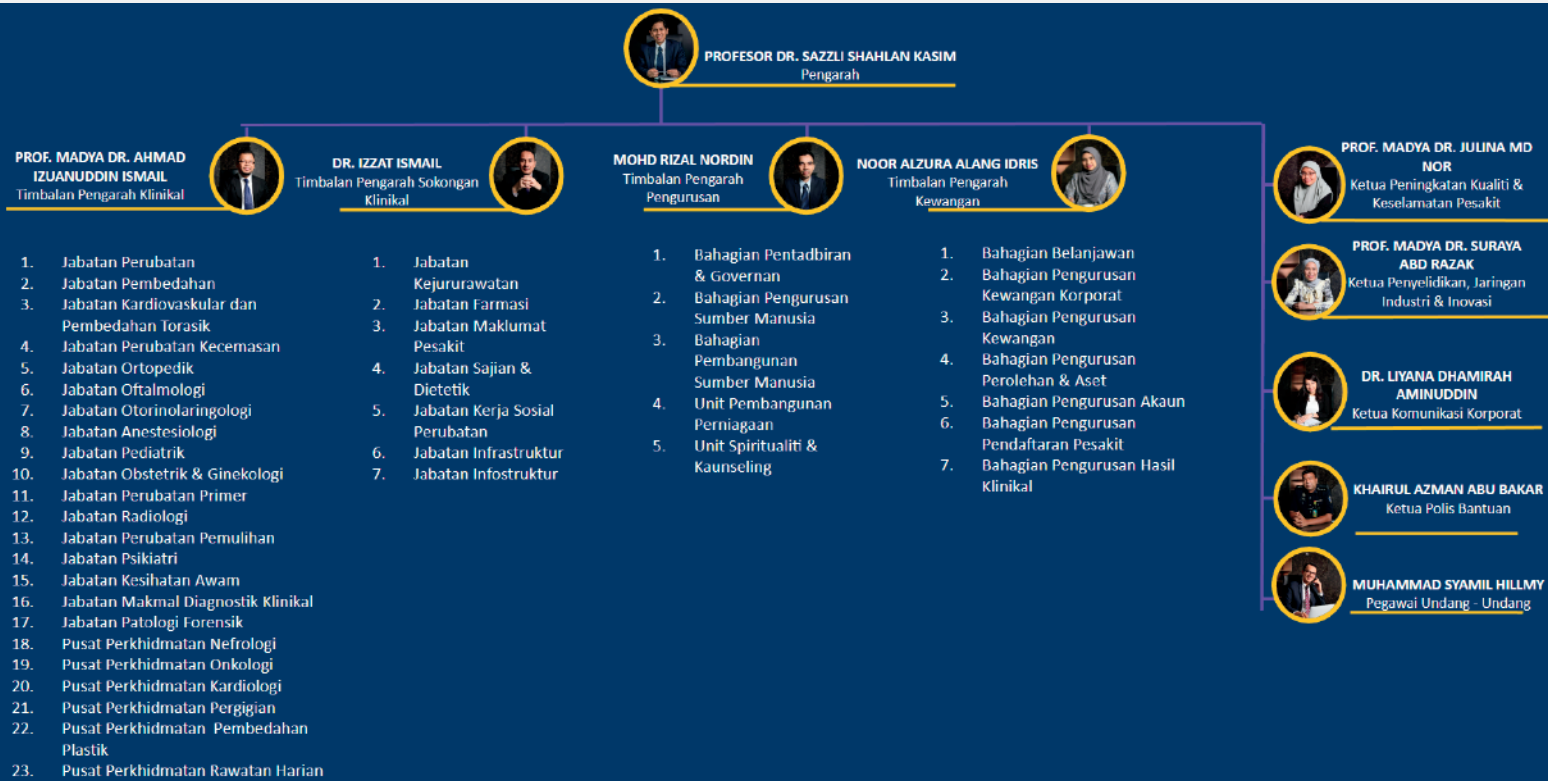 PROFESOR DR. SAZZLI SHAHLAN KASIM
Pengarah
PROF. MADYA DR. AHMAD
IZUANUDDIN ISMAIL
Timbalan Pengarah Klinikal
1. Jabatan Perubatan
2. Jabatan Pembedahan
3. Jabatan Kardiovaskular dan
Pembedahan Torasik
4. Jabatan Perubatan Kecemasan
5. Jabatan Ortopedik
6. Jabatan Oftalmologi
7. Jabatan Otorinolaringologi
8. Jabatan Anestesiologi
9. Jabatan Pediatrik
10. Jabatan Obstetrik & Ginekologi
11. Jabatan Perubatan Primer
12. Jabatan Radiologi
13. Jabatan Perubatan Pemulihan
14. Jabatan Psikiatri
15. Jabatan Kesihatan Awam
16. Jabatan Makmal Diagnostik Klinikal
17. Jabatan Patologi Forensik
18. Pusat Perkhidmatan Nefrologi
19. Pusat Perkhidmatan Onkologi
20. Pusat Perkhidmatan Kardiologi
21. Pusat Perkhidmatan Pergigian
22. Pusat Perkhidmatan Pembedahan
Plastik
23. Pusat Perkhidmatan Rawatan Harian
DR. IZZAT ISMAIL
Timbalan Pengarah Sokongan
Klinikal
1. Jabatan
Kejururawatan
2. Jabatan Farmasi
3. Jabatan Maklumat
Pesakit
4. Jabatan Sajian &
Dietetik
5. Jabatan Kerja Sosial
Perubatan
6. Jabatan Infrastruktur
7. Jabatan Infostruktur
MOHD RIZAL NORDIN
Timbalan Pengarah
Pengurusan
1. Bahagian Pentadbiran
& Governan
2. Bahagian Pengurusan
Sumber Manusia
3. Bahagian
Pembangunan
Sumber Manusia
4. Unit Pembangunan
Perniagaan
5. Unit Spiritualiti &
Kaunseling
NOOR ALZURA ALANG IDRIS
Timbalan Pengarah
Kewangan
1. Bahagian Belanjawan
2. Bahagian Pengurusan
Kewangan Korporat
3. Bahagian Pengurusan
Kewangan
4. Bahagian Pengurusan
Perolehan & Aset
5. Bahagian Pengurusan Akaun
6. Bahagian Pengurusan
Pendaftaran Pesakit
7. Bahagian Pengurusan Hasil
Klinikal
PROF. MADYA DR. JULINA MD
NOR
Ketua Peningkatan Kualiti &
Keselamatan Pesakit
PROF. MADYA DR. SURAYA
ABD RAZAK
Ketua Penyelidikan, Jaringan
Industri & Inovasi
DR. LIYANA DHAMIRAH
AMINUDDIN
Ketua Komunikasi Korporat
KHAIRUL AZMAN ABU BAKAR
Ketua Polis Bantuan
MUHAMMAD SYAMIL HILLMY
Pegawai Undang - Undang